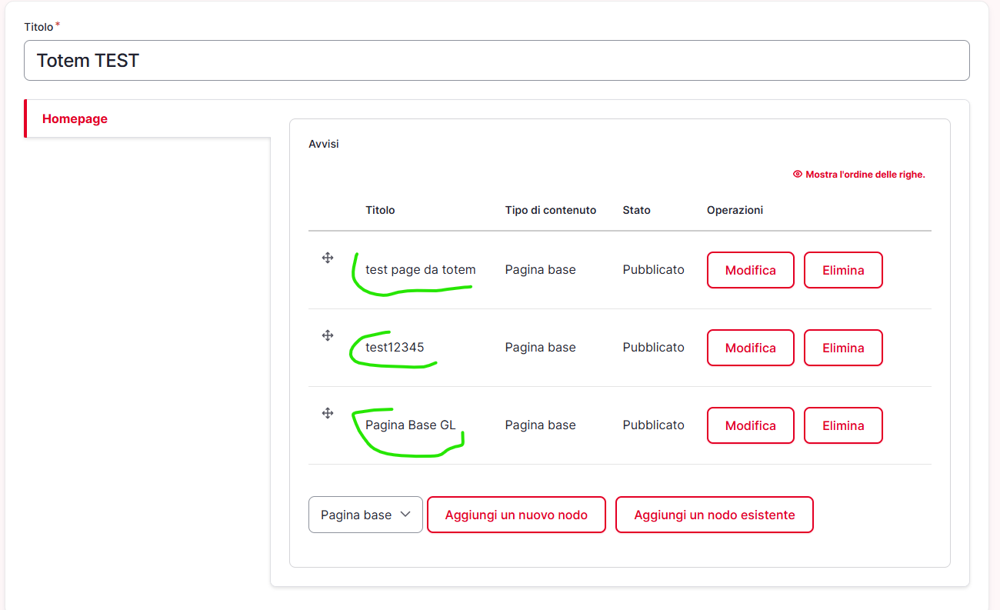 Titolo*
Totem TEST
Homepage
Avvisi
Mostra l'ordine delle righe.
Titolo Tipo di contenuto Stato Operazioni
test page da totem Pagina base Pubblicato Modifica Elimina
test12345 Pagina base Pubblicato Modifica Elimina
Pagina Base GL Pagina base Pubblicato Modifica Elimina
Pagina base Aggiungi un nuovo nodo Aggiungi un nodo esistente